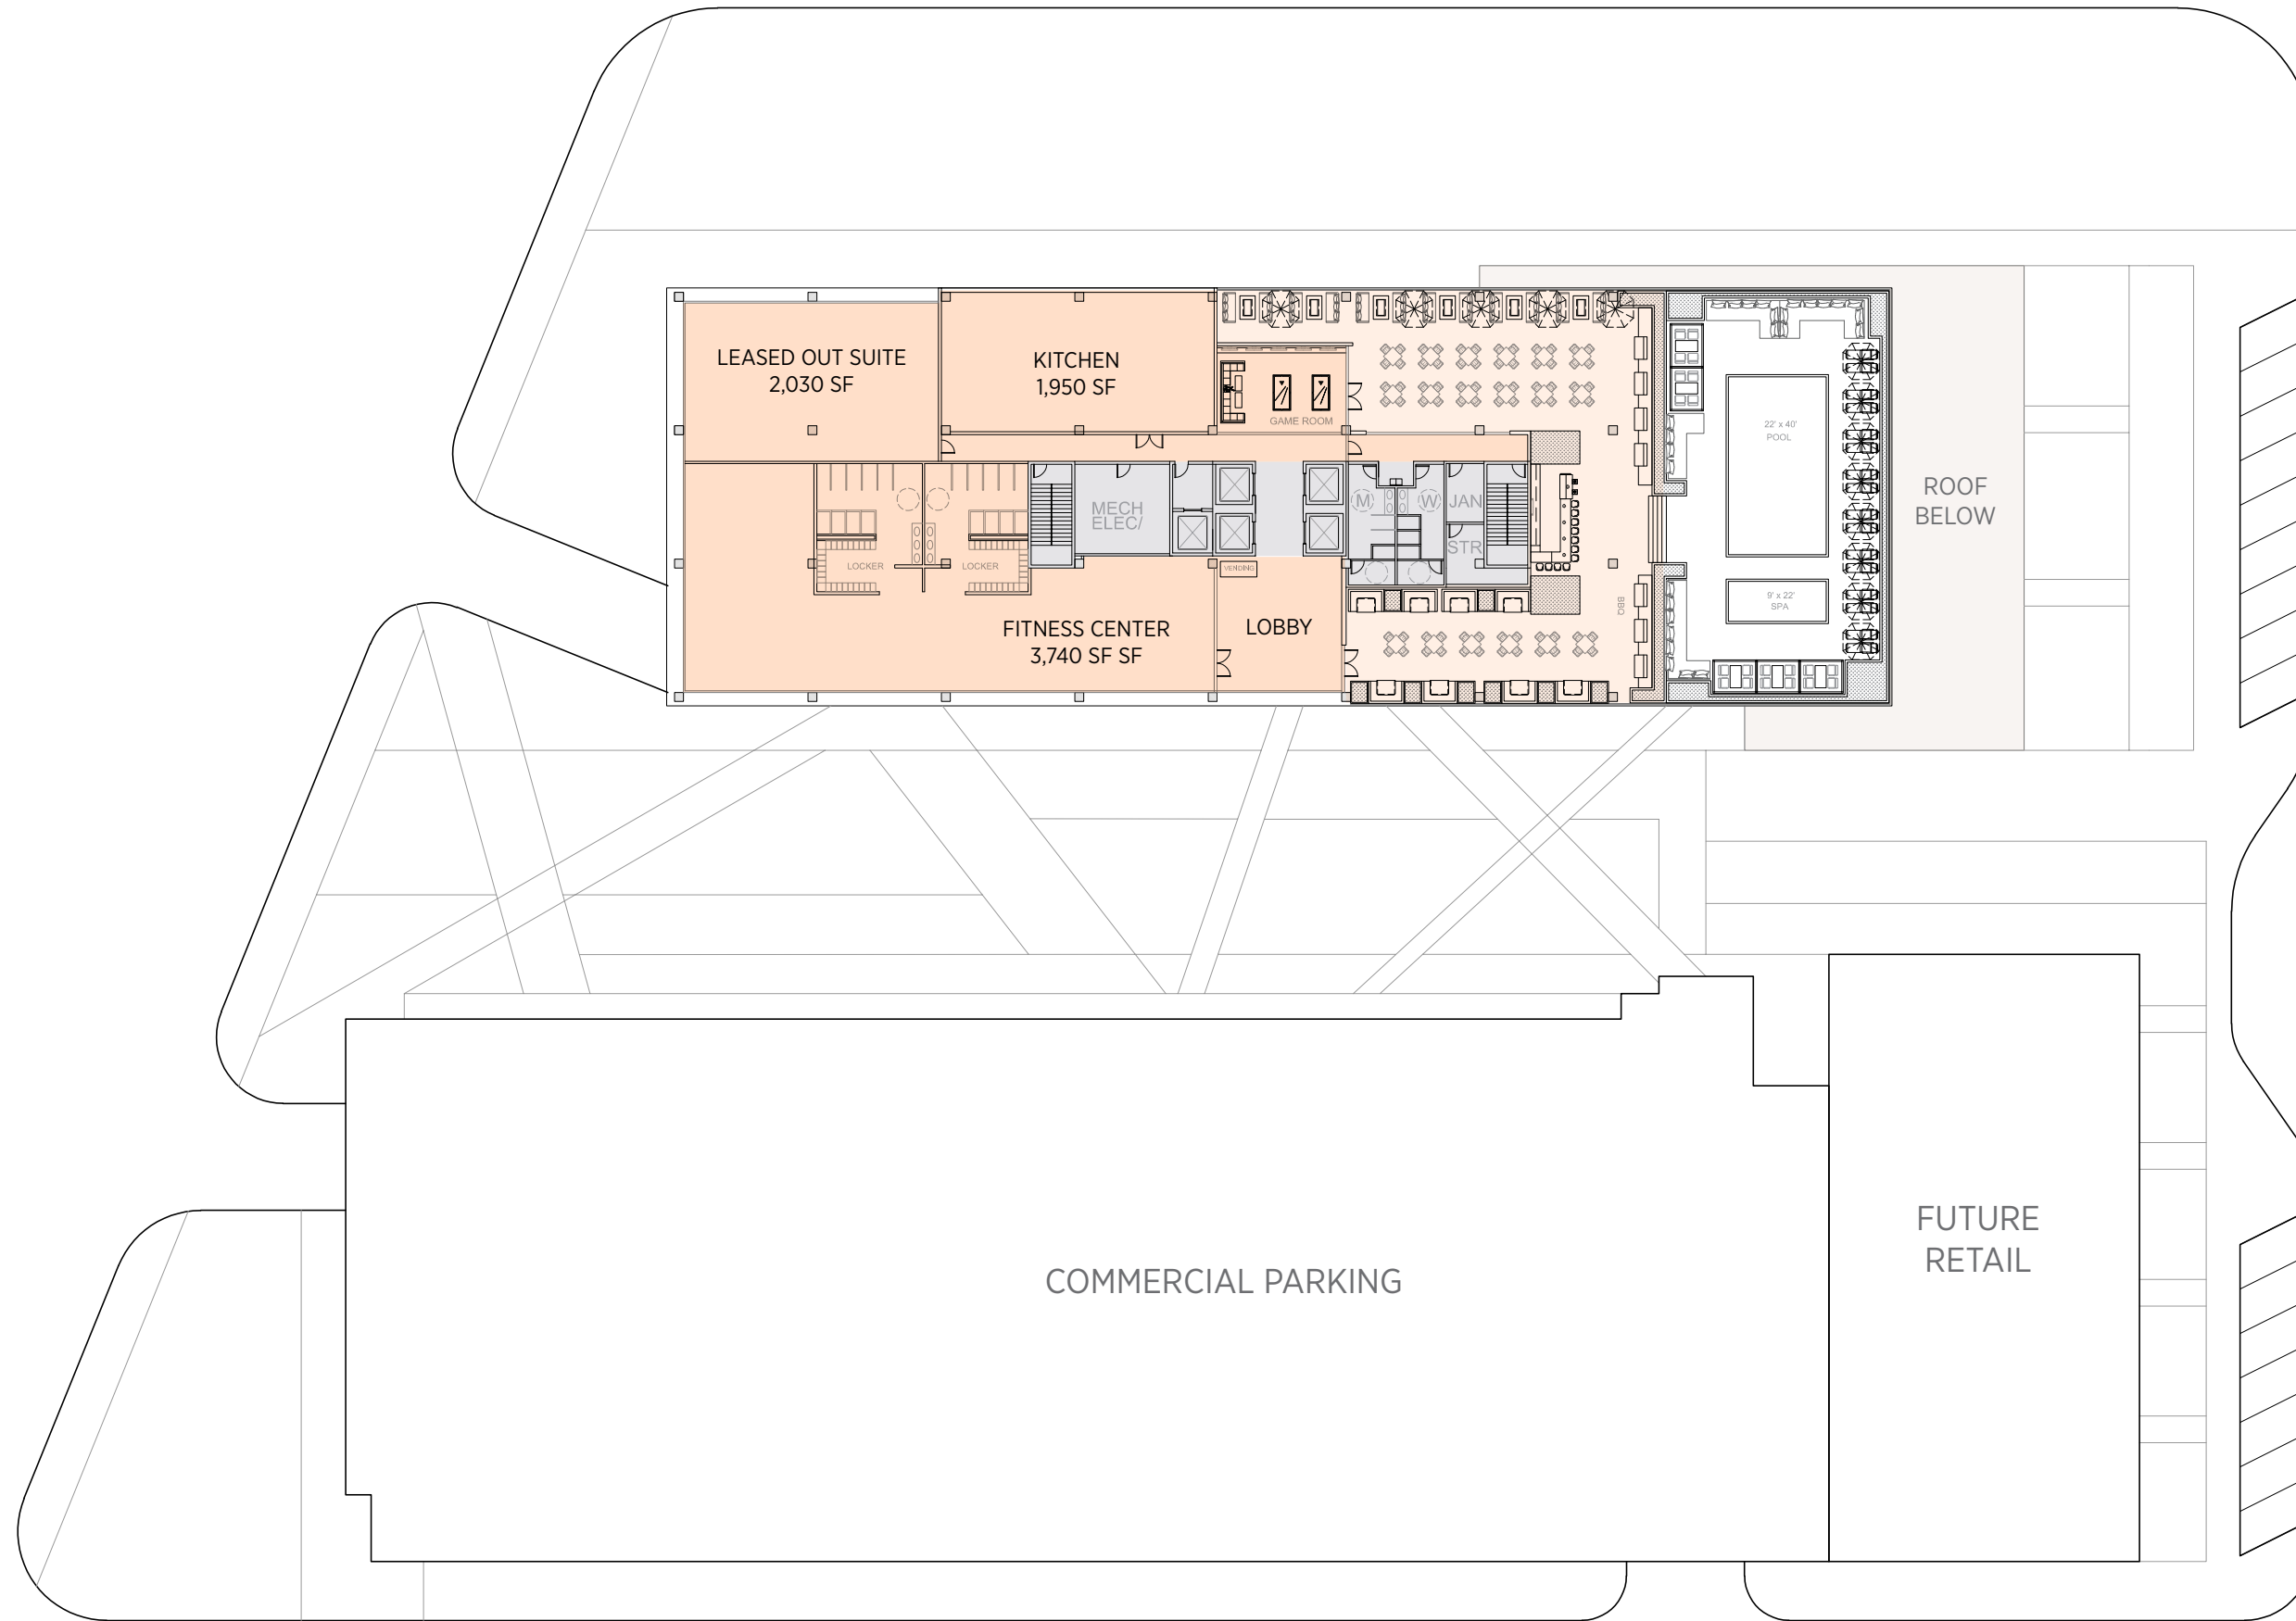 LEASED OUT SUITE
2,030 SF
KITCHEN
1,950 SF
GAME ROOM
22' x 40'
POOL
ROOF
BELOW
MECH
ELEC/
M
W
JAN
STR
LOCKER
LOCKER
VENDING
9' x 22'
SPA
BBQ
LOBBY
FITNESS CENTER
3,740 SF SF
FUTURE
RETAIL
COMMERCIAL PARKING